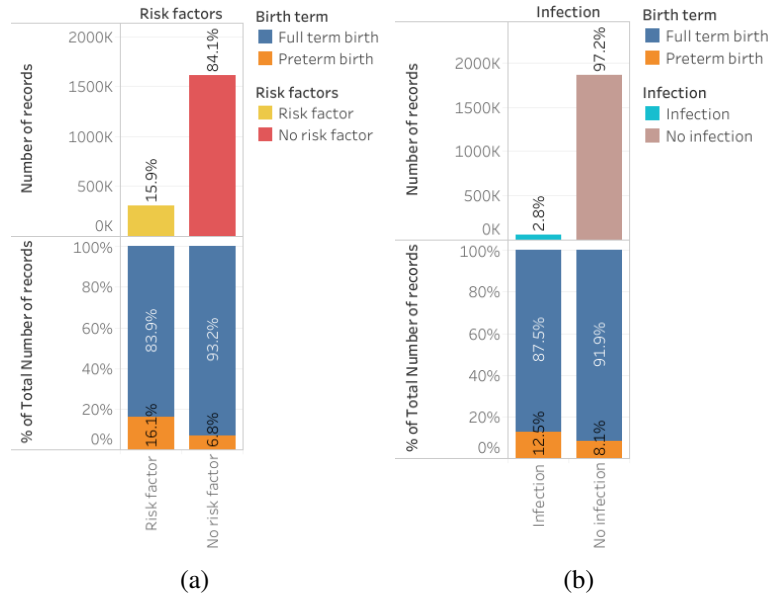 Risk factors
Number of records
2000K
1500K
1000K
500K
0K
15.9%
84.1%
% of Total Number of records
100%
80%
60%
40%
20%
0%
83.9%
93.2%
16.1%
6.8%
Risk factor
No risk factor
Birth term
Full term birth
Preterm birth
Risk factors
Risk factor
No risk factor
(a)
Infection
Number of records
2000K
1500K
1000K
500K
0K
2.8%
97.2%
% of Total Number of records
100%
80%
60%
40%
20%
0%
87.5%
91.9%
12.5%
8.1%
Infection
No infection
Birth term
Full term birth
Preterm birth
Infection
Infection
No infection
(b)